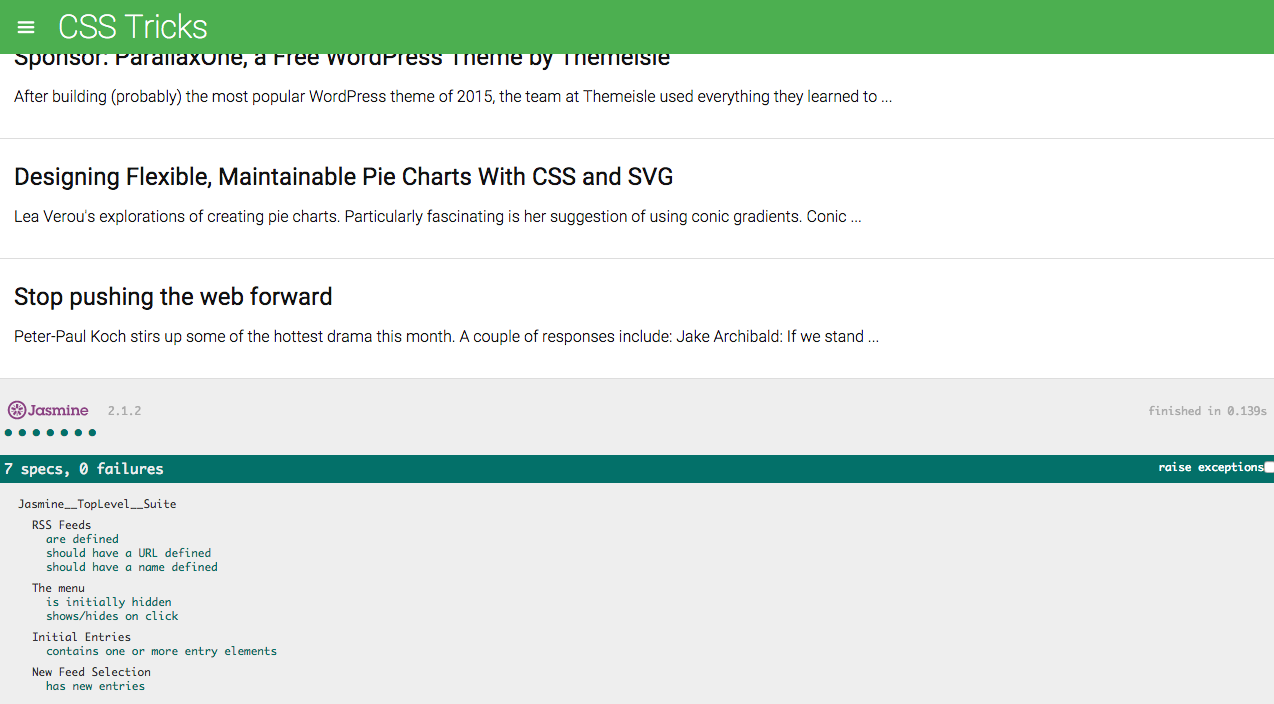 CSS Tricks
Sponsor: ParallaxOne, a Free WordPress Theme by Themeisle
After building (probably) the most popular WordPress theme of 2015, the team at Themeisle used everything they learned to ...
Designing Flexible, Maintainable Pie Charts With CSS and SVG
Lea Verou's explorations of creating pie charts. Particularly fascinating is her suggestion of using conic gradients. Conic ...
Stop pushing the web forward
Peter-Paul Koch stirs up some of the hottest drama this month. A couple of responses include: Jake Archibald: If we stand ...
Jasmine 2.1.2 finished in 0.139s
7 specs, 0 failures raise exceptions
Jasmine__TopLevel__Suite
RSS Feeds
are defined
should have a URL defined
should have a name defined
The menu
is initially hidden
shows/hides on click
Initial Entries
contains one or more entry elements
New Feed Selection
has new entries